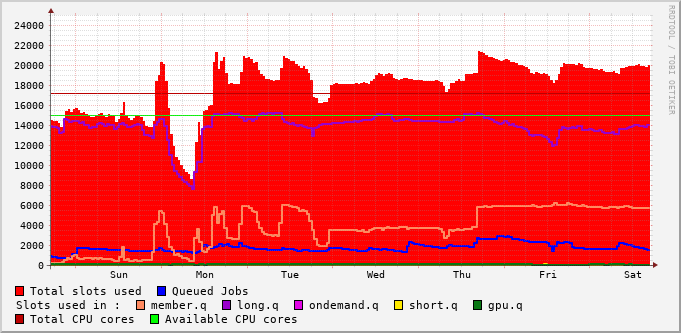 RRDTOOL / TOBI OETIKER
24000
22000
20000
18000
16000
14000
12000
10000
8000
6000
4000
2000
0
Sun Mon Tue Wed Thu Fri Sat
Total slots used Queued Jobs
Slots used in : member.q long.q ondemand.q short.q gpu.q
Total CPU cores Available CPU cores